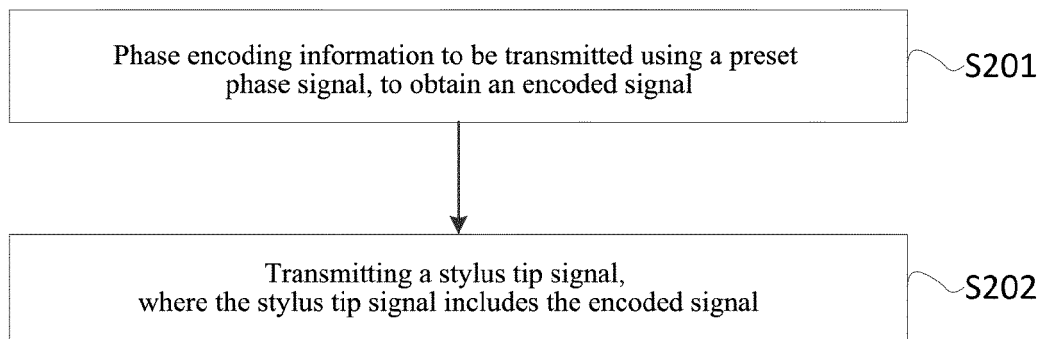 Phase encoding information to be transmitted using a preset
phase signal, to obtain an encoded signal
S201
Transmitting a stylus tip signal,
where the stylus tip signal includes the encoded signal
S202